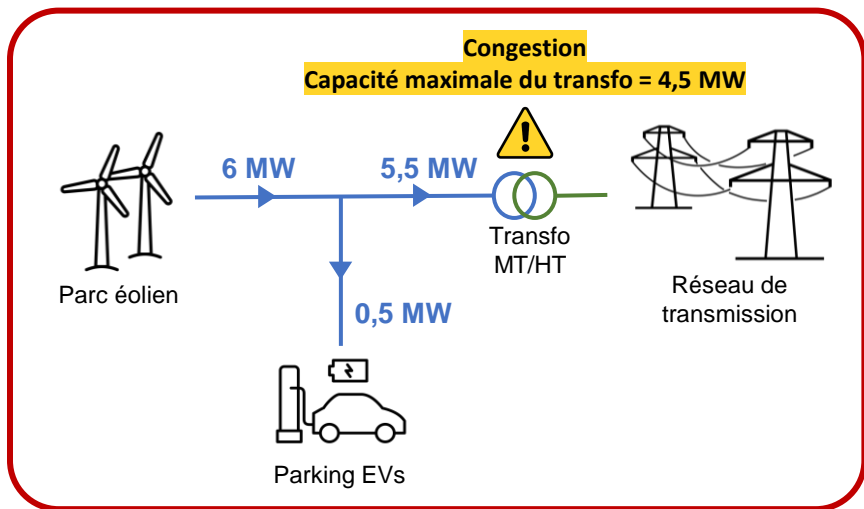 Congestion
Capacité maximale du transfo = 4,5 MW
6 MW
5,5 MW
Transfo
MT/HT
Parc éolien
Réseau de
transmission
0,5 MW
Parking EVs